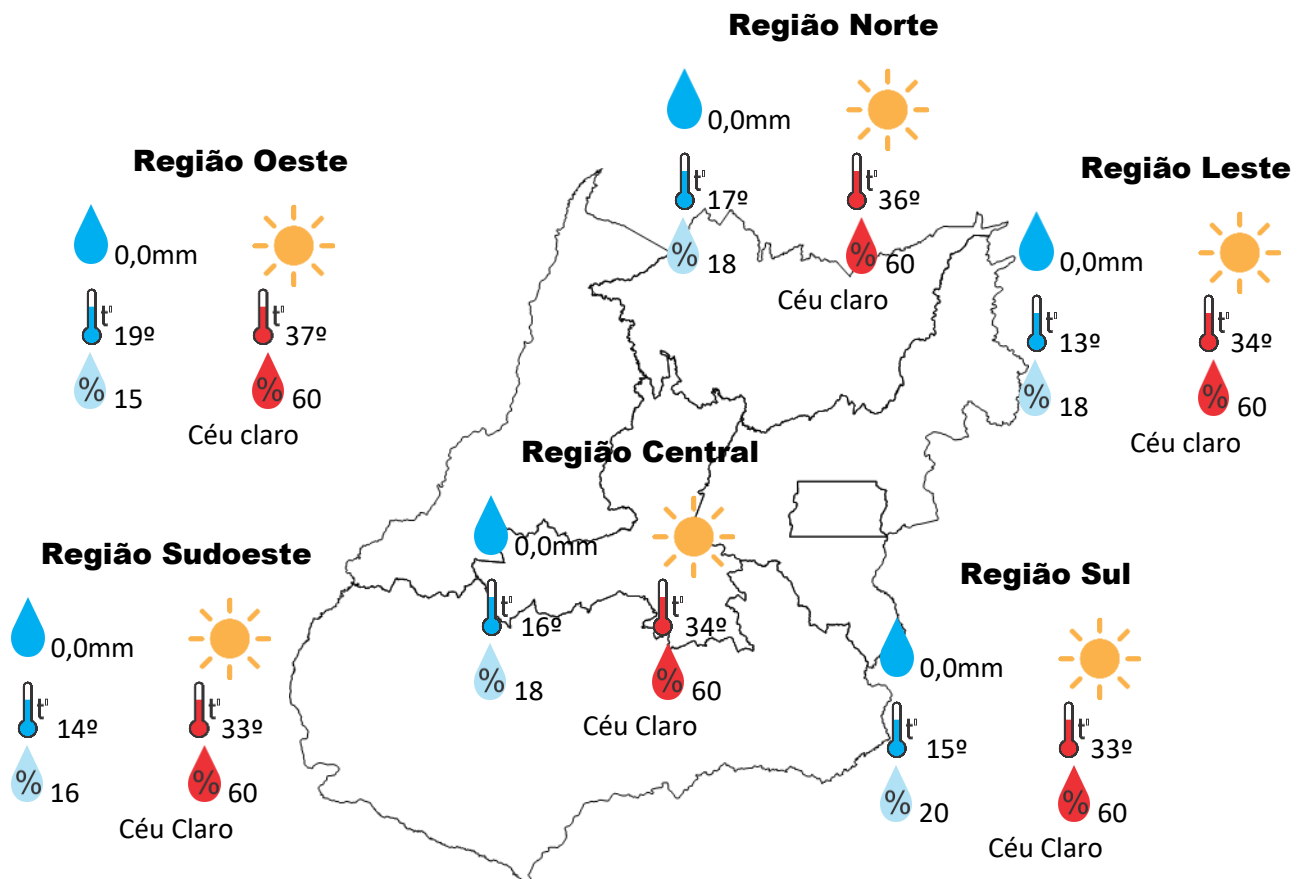 Região Norte
0,0mm
t°
17º
t°
36º
%
18
%
60
Céu claro
Região Oeste
0,0mm
t°
19º
t°
37º
%
15
%
60
Céu claro
Região Leste
0,0mm
t°
13º
t°
34º
%
18
%
60
Céu claro
Região Central
0,0mm
t°
16º
t°
34º
%
18
%
60
Céu Claro
Região Sudoeste
0,0mm
t°
14º
t°
33º
%
16
%
60
Céu Claro
Região Sul
0,0mm
t°
15º
t°
33º
%
20
%
60
Céu Claro